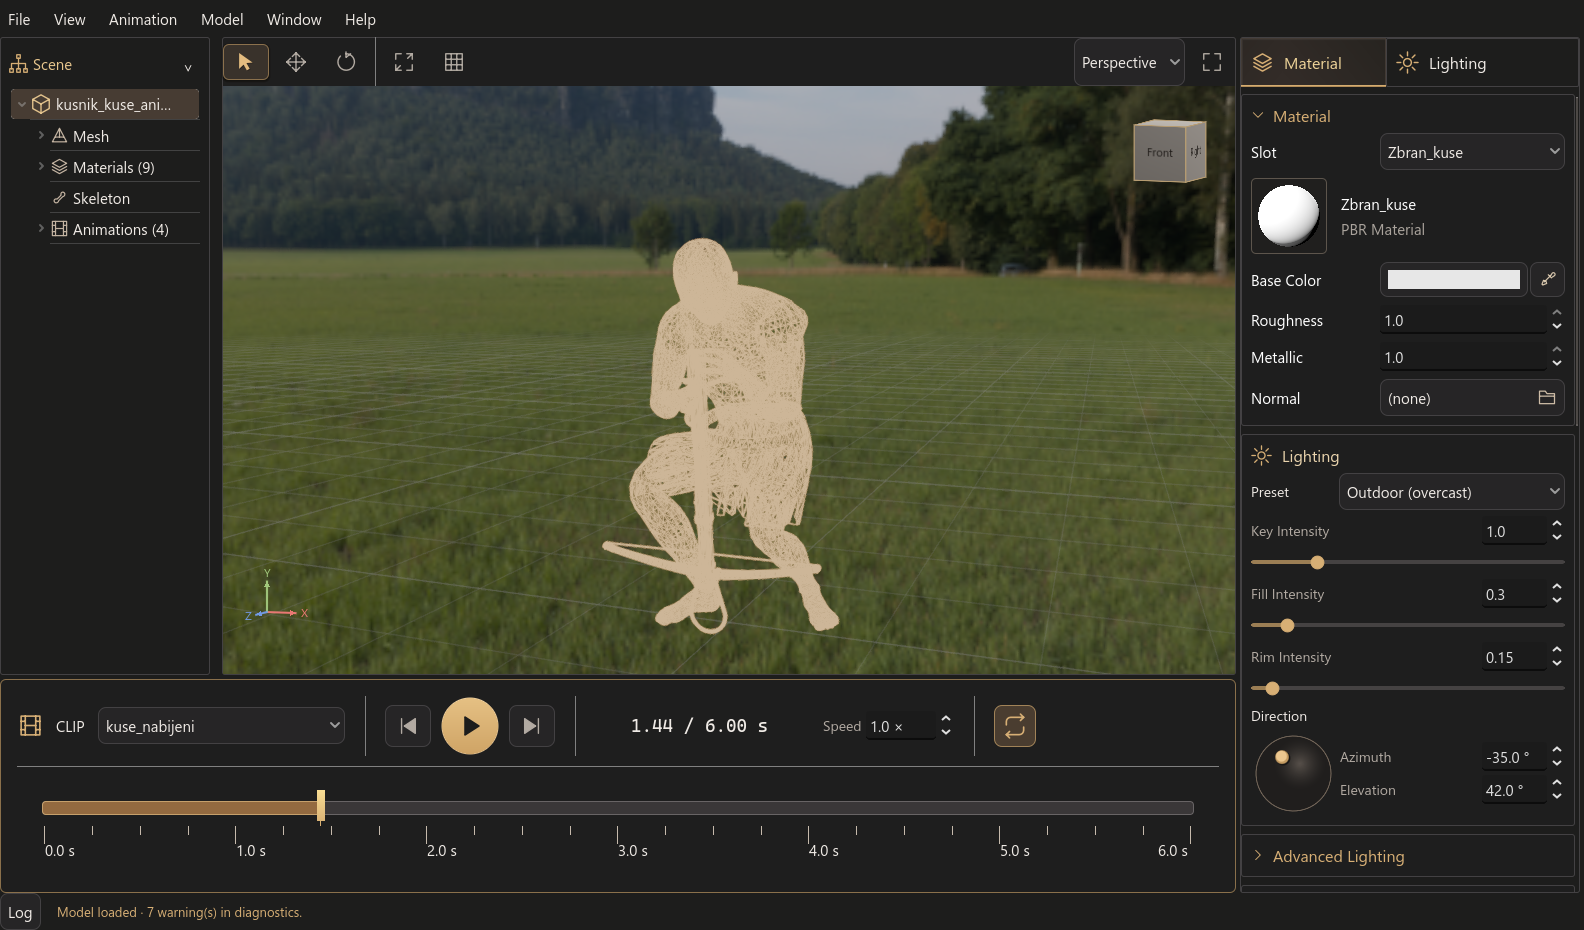 File View Animation Model Window Help
Scene
kusnik_kuse_ani...
Mesh
Materials (9)
Skeleton
Animations (4)
Perspective
Front
Y
X
Z
Material
Lighting
Material
Slot
Zbran_kuse
Zbran_kuse
PBR Material
Base Color
Roughness
1.0
Metallic
1.0
Normal
(none)
Lighting
Preset
Outdoor (overcast)
Key Intensity
1.0
Fill Intensity
0.3
Rim Intensity
0.15
Direction
Azimuth
-35.0 °
Elevation
42.0 °
Advanced Lighting
CLIP
kuse_nabijeni
1.44 / 6.00 s
Speed
1.0 ×
0.0 s 1.0 s 2.0 s 3.0 s 4.0 s 5.0 s 6.0 s
Log
Model loaded · 7 warning(s) in diagnostics.